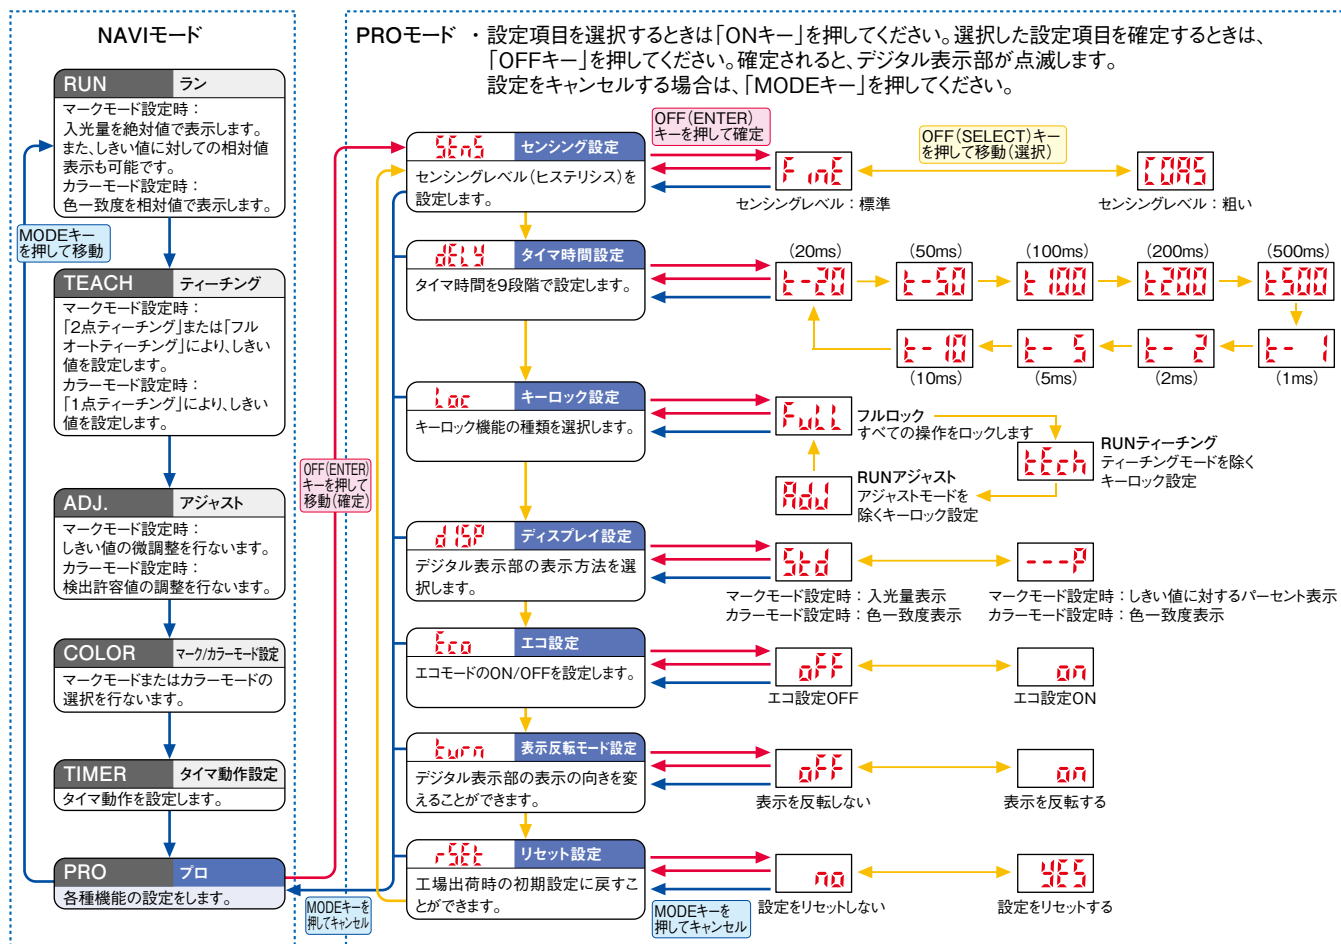 NAVIモード
RUN ラン
マークモード設定時：
入光量を絶対値で表示します。
また、しきい値に対しての相対値
表示も可能です。
カラーモード設定時：
色一致度を相対値で表示します。
MODEキー
を押して移動
TEACH ティーチング
マークモード設定時：
「2点ティーチング」または「フル
オートティーチング」により、しきい
値を設定します。
カラーモード設定時：
「1点ティーチング」により、しきい
値を設定します。
ADJ. アジャスト
マークモード設定時：
しきい値の微調整を行ないます。
カラーモード設定時：
検出許容値の調整を行ないます。
COLOR マーク/カラーモード設定
マークモードまたはカラーモードの
選択を行ないます。
TIMER タイマ動作設定
タイマ動作を設定します。
PRO プロ
各種機能の設定をします。
OFF(ENTER)
キーを押して
移動(確定)
MODEキーを
押してキャンセル
PROモード ・設定項目を選択するときは「ONキー」を押してください。選択した設定項目を確定するときは、
「OFFキー」を押してください。確定されると、デジタル表示部が点滅します。
設定をキャンセルする場合は、「MODEキー」を押してください。
SEnS センシング設定
センシングレベル(ヒステリシス)を
設定します。
OFF(ENTER)
キーを押して確定
OFF(SELECT)キー
を押して移動(選択)
FinE
センシングレベル：標準
COAS
センシングレベル：粗い
dELY タイマ時間設定
タイマ時間を9段階で設定します。
(20ms) (50ms) (100ms) (200ms) (500ms)
t-20 t-50 t100 t200 t500
t-10 t- 5 t- 2 t- 1
(10ms) (5ms) (2ms) (1ms)
Loc キーロック設定
キーロック機能の種類を選択します。
FuLL フルロック
すべての操作をロックします
tEch RUNティーチング
ティーチングモードを除く
キーロック設定
AdJ RUNアジャスト
アジャストモードを
除くキーロック設定
dISP ディスプレイ設定
デジタル表示部の表示方法を選
択します。
Std
マークモード設定時：入光量表示
カラーモード設定時：色一致度表示
---P
マークモード設定時：しきい値に対するパーセント表示
カラーモード設定時：色一致度表示
Eco エコ設定
エコモードのON/OFFを設定します。
oFF
エコ設定OFF
on
エコ設定ON
turn 表示反転モード設定
デジタル表示部の表示の向きを変
えることができます。
oFF
表示を反転しない
on
表示を反転する
rSEt リセット設定
工場出荷時の初期設定に戻すこ
とができます。
MODEキーを
押してキャンセル
no
設定をリセットしない
YES
設定をリセットする